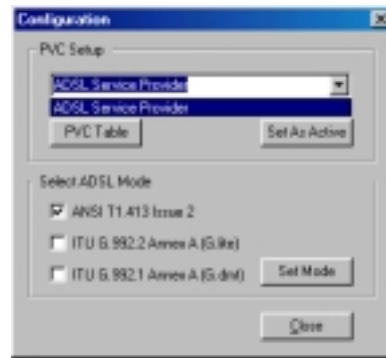 Configuration
PVC Setup
ADSL Service Provider
ADSL Service Provider
PVC Table
Set As Active
Select ADSL Mode
ANSI T1.413 Issue 2
ITU G.992.2 Annex A (G.lite)
ITU G.992.1 Annex A (G.dmt)
Set Mode
Close